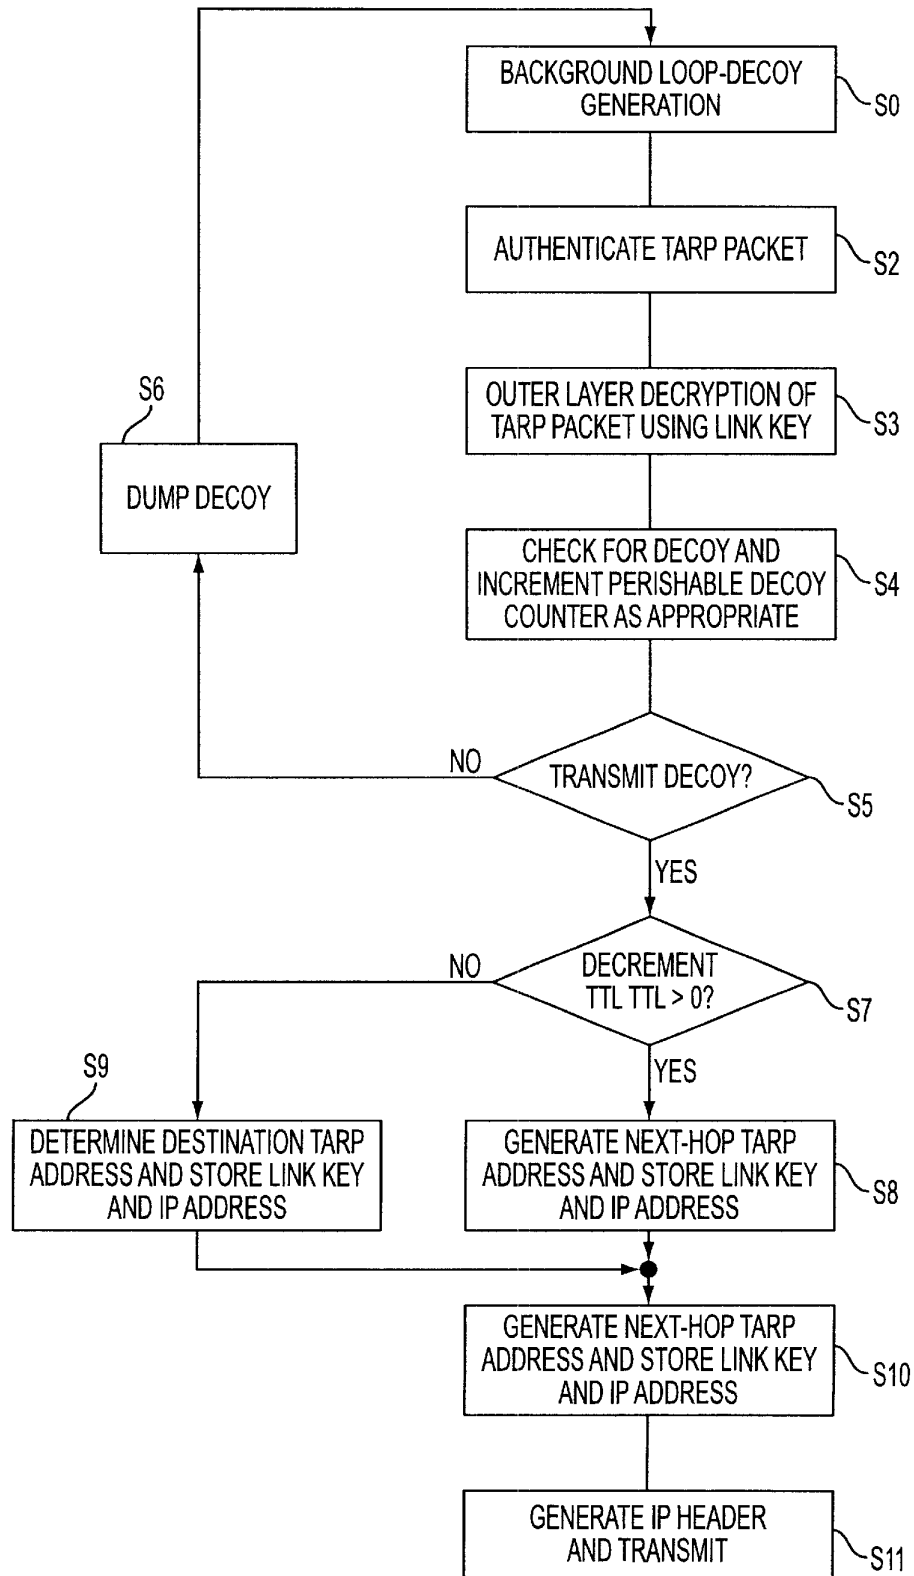 BACKGROUND LOOP-DECOY
GENERATION
S0
AUTHENTICATE TARP PACKET
S2
OUTER LAYER DECRYPTION OF
TARP PACKET USING LINK KEY
S3
S6
DUMP DECOY
CHECK FOR DECOY AND
INCREMENT PERISHABLE DECOY
COUNTER AS APPROPRIATE
S4
NO
TRANSMIT DECOY?
S5
YES
NO
DECREMENT
TTL TTL > 0?
S7
YES
S9
DETERMINE DESTINATION TARP
ADDRESS AND STORE LINK KEY
AND IP ADDRESS
GENERATE NEXT-HOP TARP
ADDRESS AND STORE LINK KEY
AND IP ADDRESS
S8
GENERATE NEXT-HOP TARP
ADDRESS AND STORE LINK KEY
AND IP ADDRESS
S10
GENERATE IP HEADER
AND TRANSMIT
S11